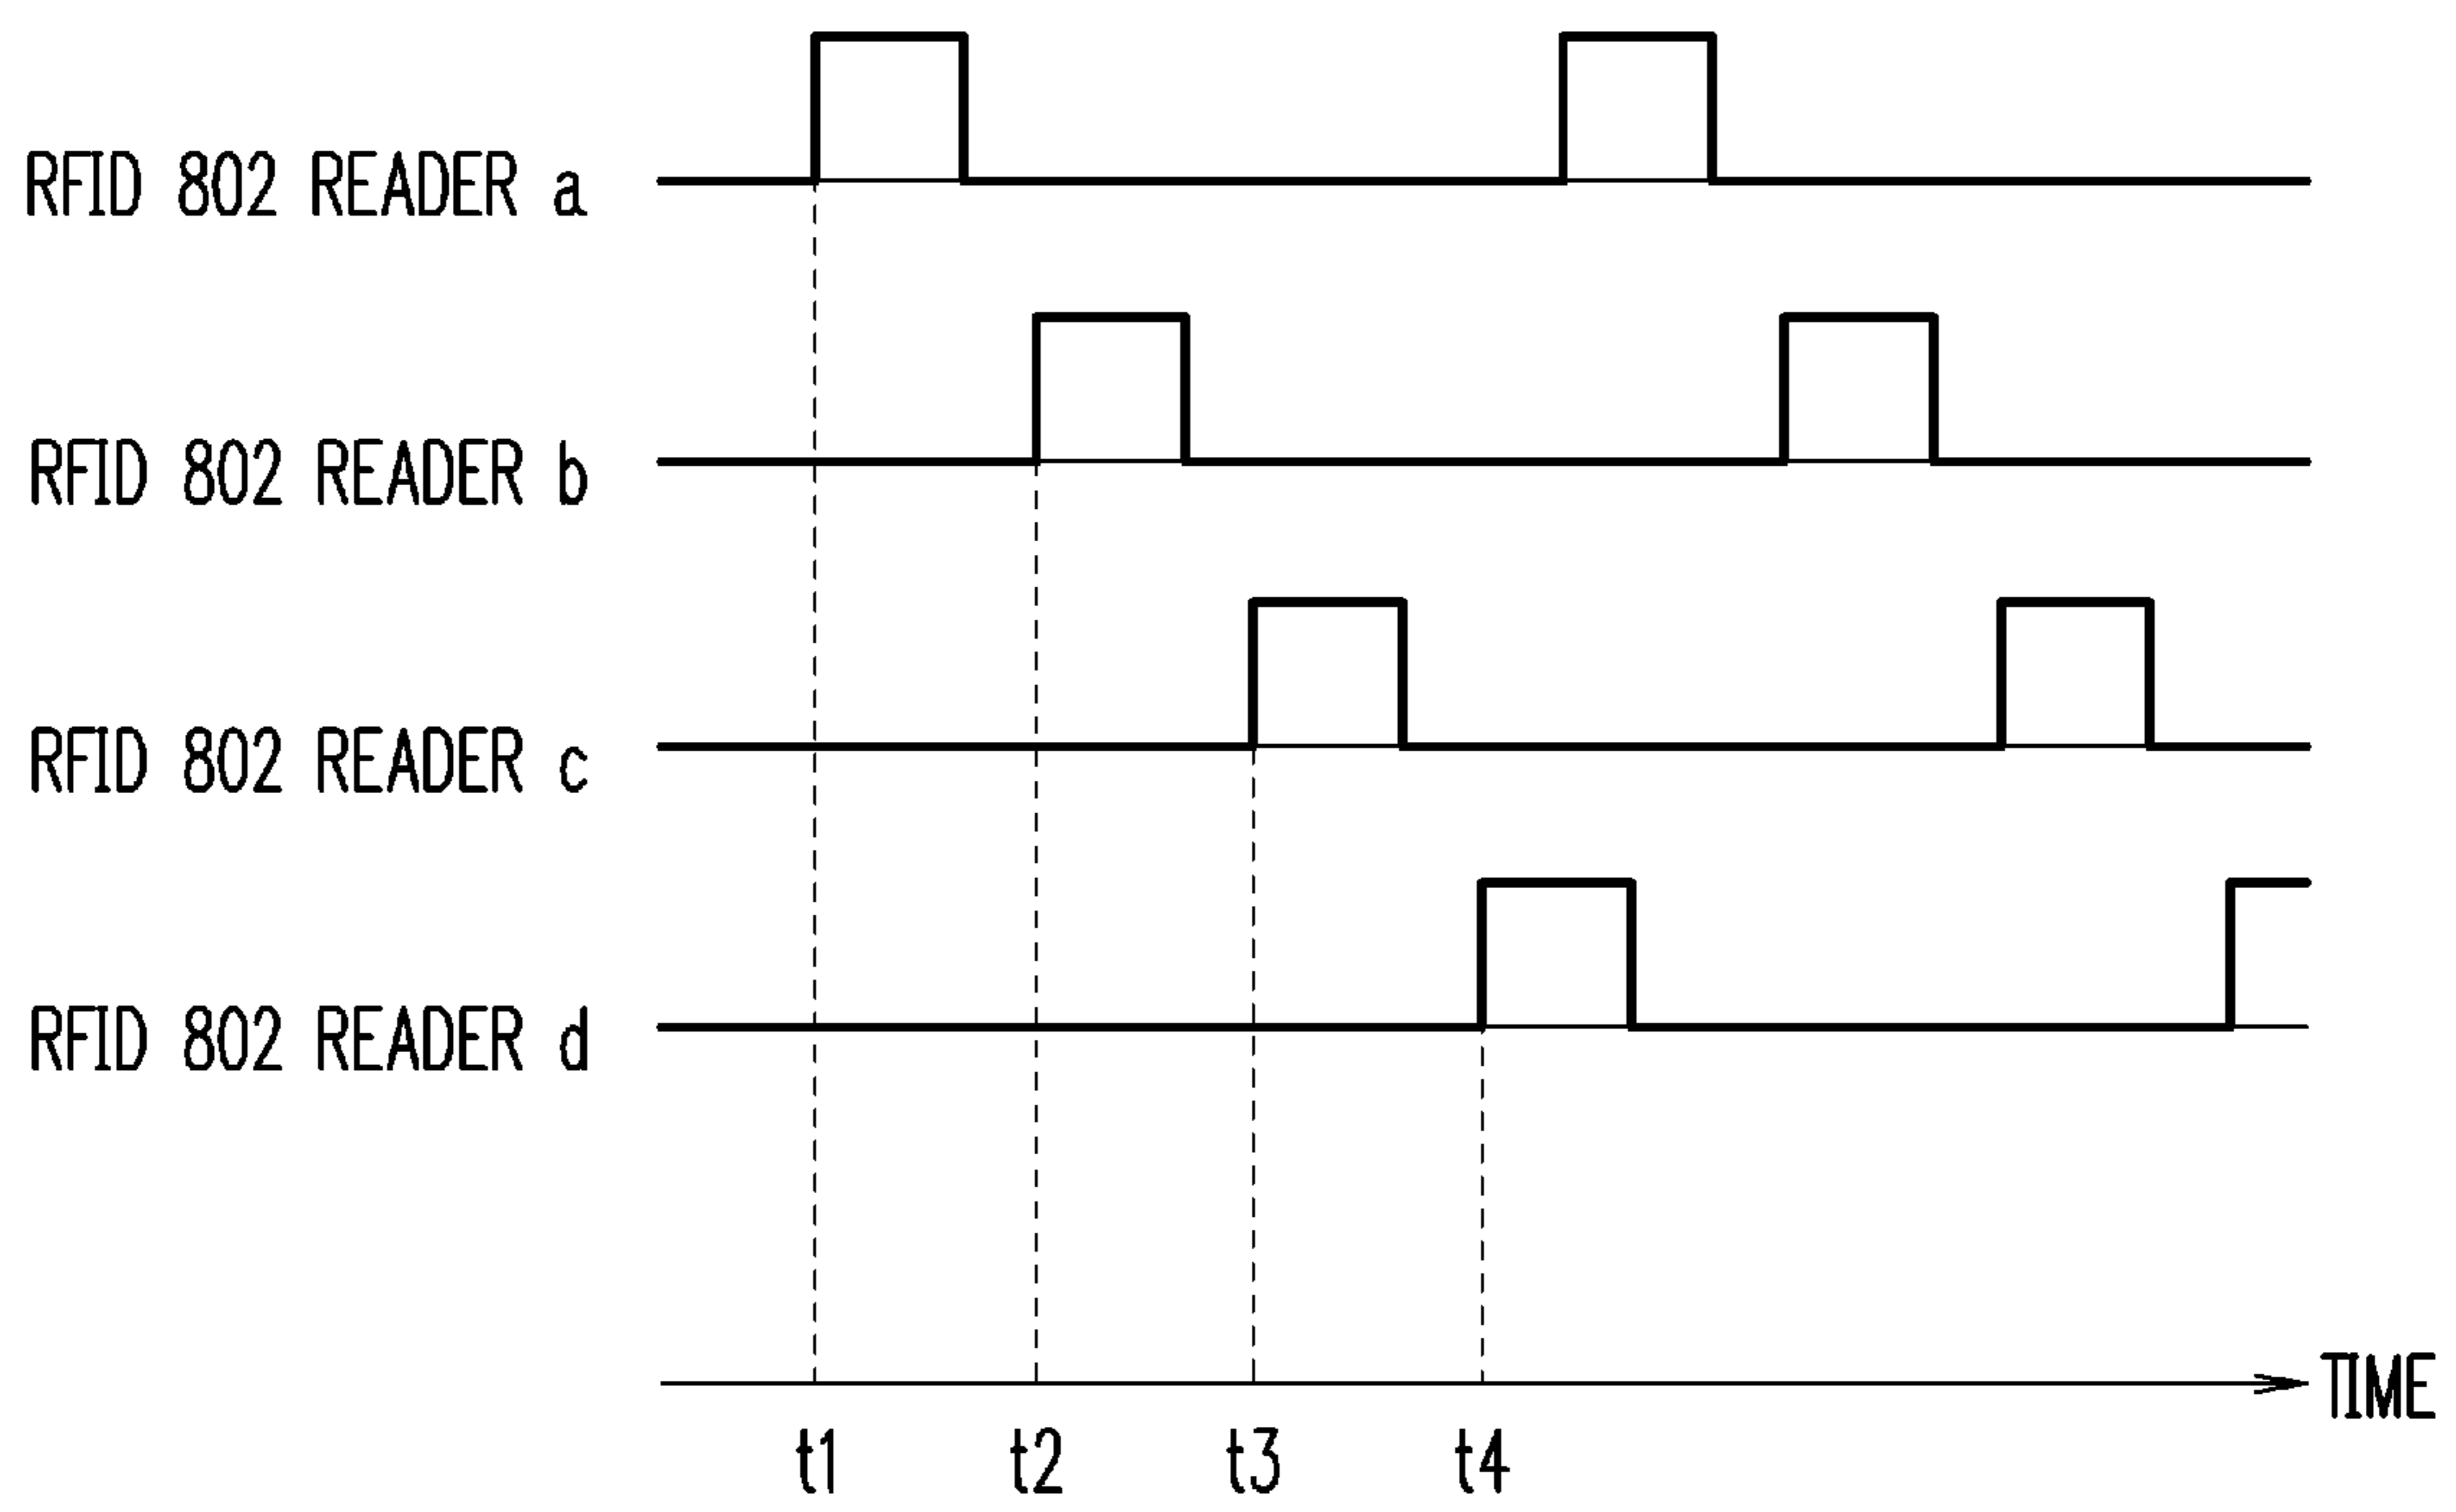 RFID 802 READER a
RFID 802 READER b
RFID 802 READER c
RFID 802 READER d
TIME
t1 t2 t3 t4